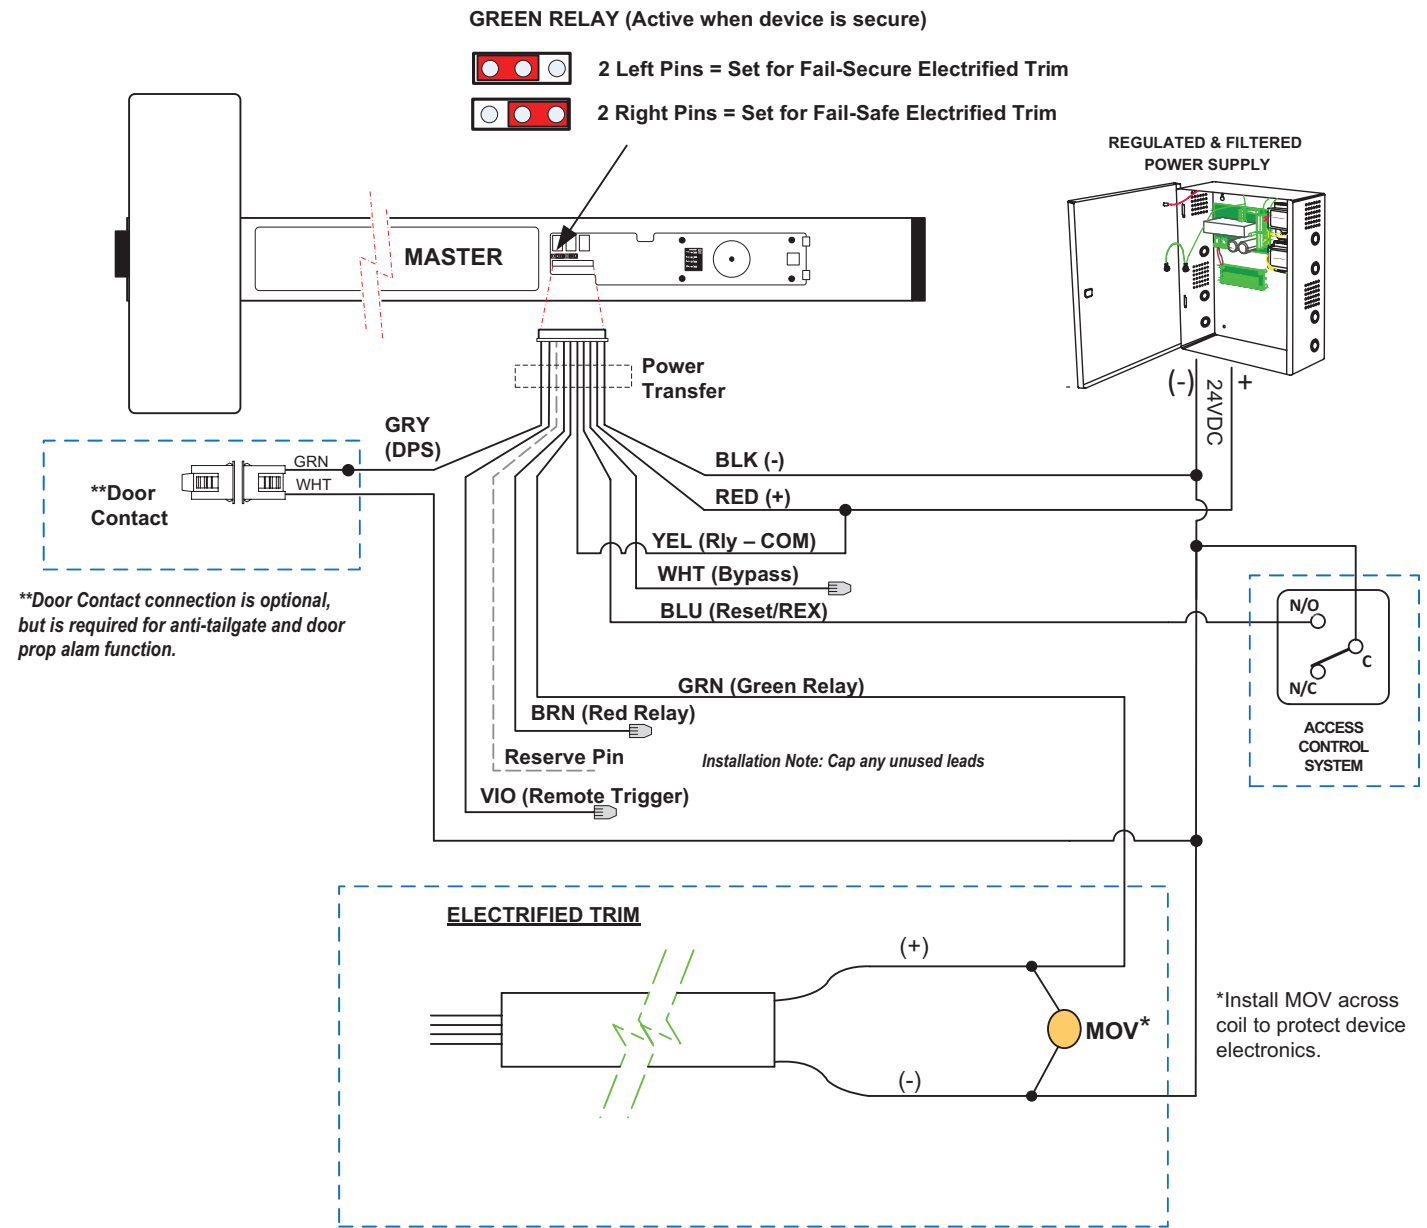 GREEN RELAY (Active when device is secure)
2 Left Pins = Set for Fail-Secure Electrified Trim
2 Right Pins = Set for Fail-Safe Electrified Trim
REGULATED & FILTERED
POWER SUPPLY
MASTER
Power
Transfer
(-)
24VDC
+
GRY
(DPS)
GRN
WHT
**Door
Contact
BLK (-)
RED (+)
YEL (Rly – COM)
WHT (Bypass)
BLU (Reset/REX)
**Door Contact connection is optional,
but is required for anti-tailgate and door
prop alam function.
N/O
C
N/C
ACCESS
CONTROL
SYSTEM
GRN (Green Relay)
BRN (Red Relay)
Reserve Pin
Installation Note: Cap any unused leads
VIO (Remote Trigger)
ELECTRIFIED TRIM
(+)
MOV*
(-)
*Install MOV across
coil to protect device
electronics.